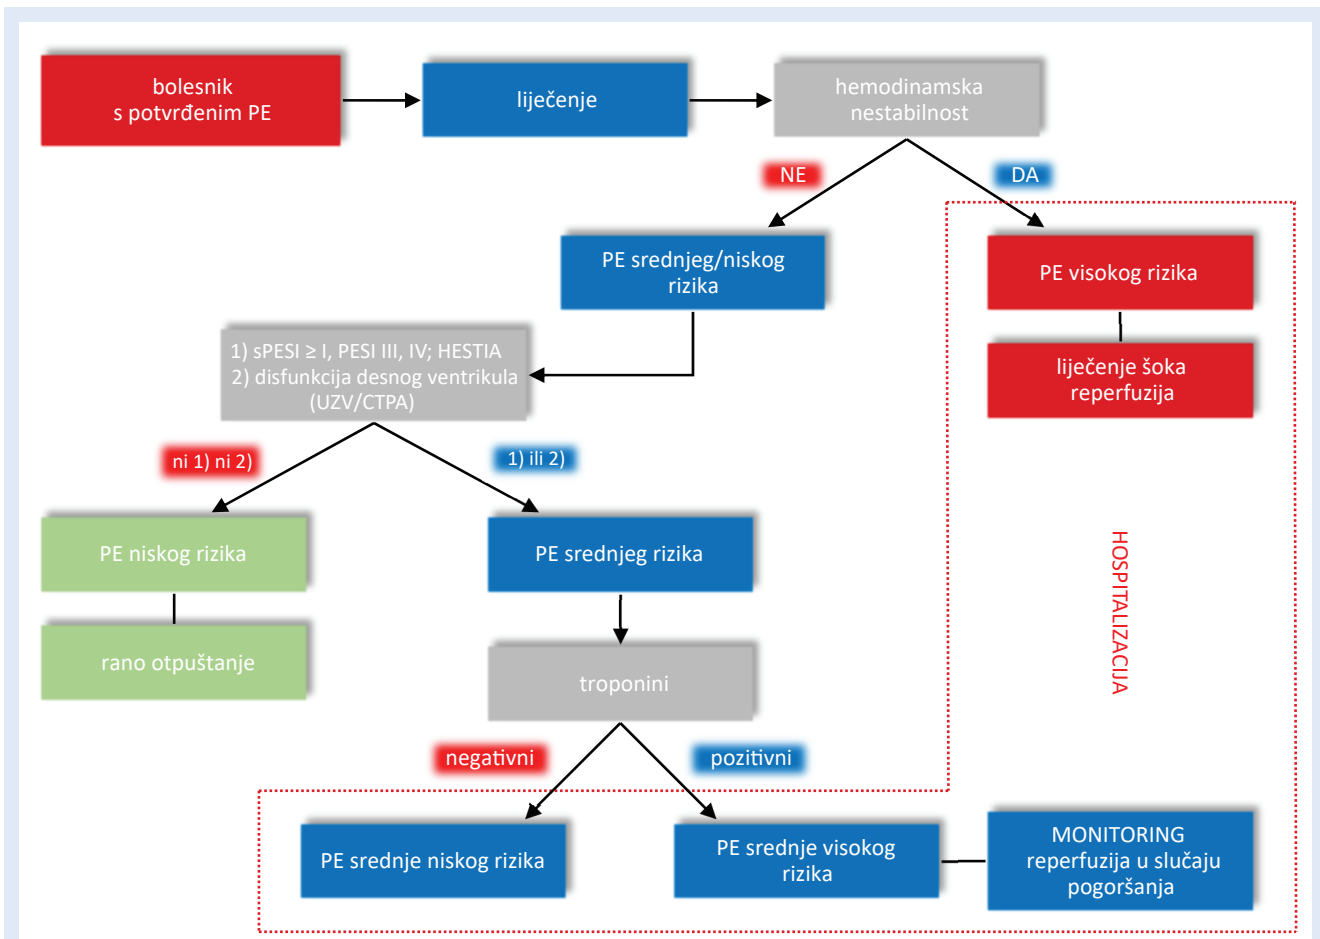 bolesnik
s potvrđenim PE
liječenje
hemodinamska
nestabilnost
NE
DA
PE srednjeg/niskog
rizika
PE visokog rizika
liječenje šoka
reperfuzija
1) sPESI ≥ I, PESI III, IV; HESTIA
2) disfunkcija desnog ventrikula
(UZV/CTPA)
ni 1) ni 2)
1) ili 2)
PE niskog rizika
PE srednjeg rizika
HOSPITALIZACIJA
rano otpuštanje
troponini
negativni
pozitivni
PE srednje niskog rizika
PE srednje visokog
rizika
MONITORING
reperfuzija u slučaju
pogoršanja